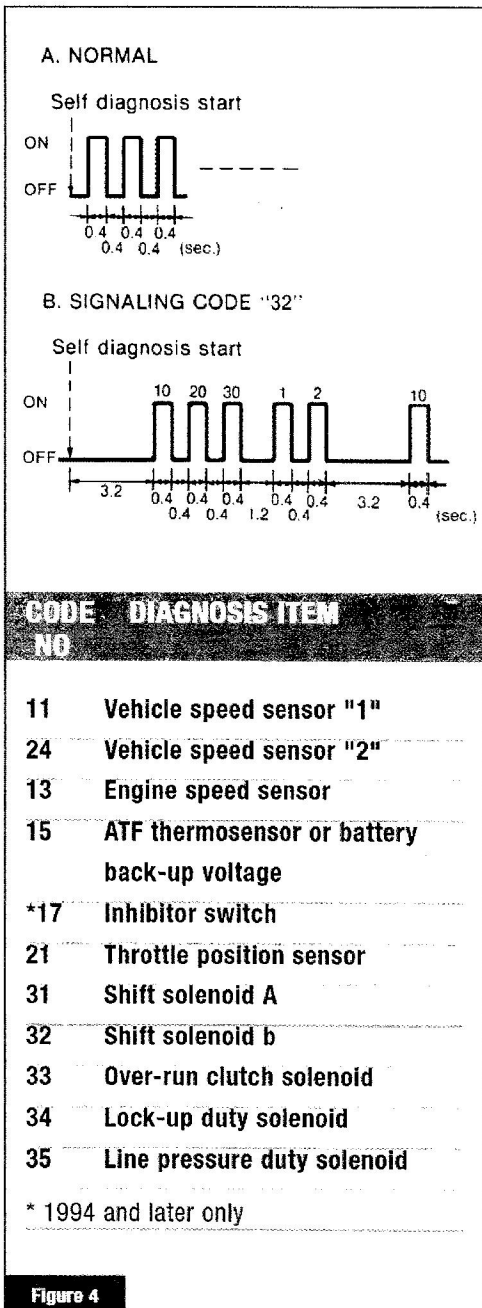 A. NORMAL
Self diagnosis start
ON
OFF
0.4 0.4 0.4
0.4 0.4 (sec.)
B. SIGNALING CODE "32"
Self diagnosis start
ON
10 20 30 1 2 10
OFF
3.2 0.4 0.4 0.4 0.4 0.4 3.2 0.4
0.4 0.4 1.2 0.4 (sec.)
CODE DIAGNOSIS ITEM
NO
11 Vehicle speed sensor "1"
24 Vehicle speed sensor "2"
13 Engine speed sensor
15 ATF thermosensor or battery
back-up voltage
*17 Inhibitor switch
21 Throttle position sensor
31 Shift solenoid A
32 Shift solenoid b
33 Over-run clutch solenoid
34 Lock-up duty solenoid
35 Line pressure duty solenoid
* 1994 and later only
Figure 4